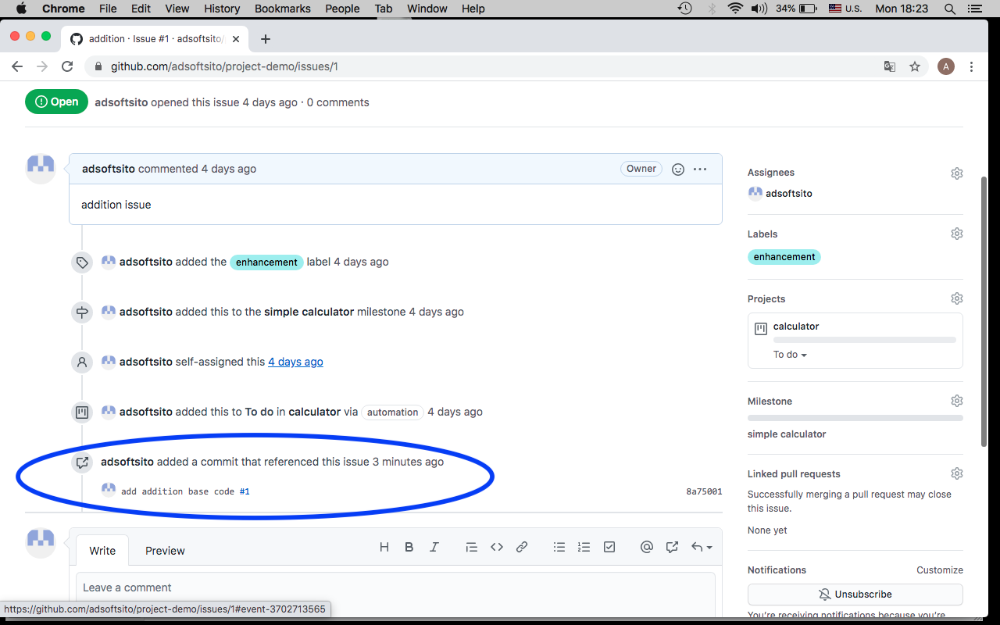 Chrome File Edit View History Bookmarks People Tab Window Help 34% U.S. Mon 18:23
addition · Issue #1 · adsoftsito/
github.com/adsoftsito/project-demo/issues/1 A
Open adsoftsito opened this issue 4 days ago · 0 comments
adsoftsito commented 4 days ago Owner
addition issue
adsoftsito added the enhancement label 4 days ago
adsoftsito added this to the simple calculator milestone 4 days ago
adsoftsito self-assigned this 4 days ago
adsoftsito added this to To do in calculator via automation 4 days ago
adsoftsito added a commit that referenced this issue 3 minutes ago
add addition base code #1 8a75001
Write Preview
Leave a comment
Assignees
adsoftsito
Labels
enhancement
Projects
calculator
To do
Milestone
simple calculator
Linked pull requests
Successfully merging a pull request may close
this issue.
None yet
Notifications Customize
Unsubscribe
You're receiving notifications because you're
https://github.com/adsoftsito/project-demo/issues/1#event-3702713565